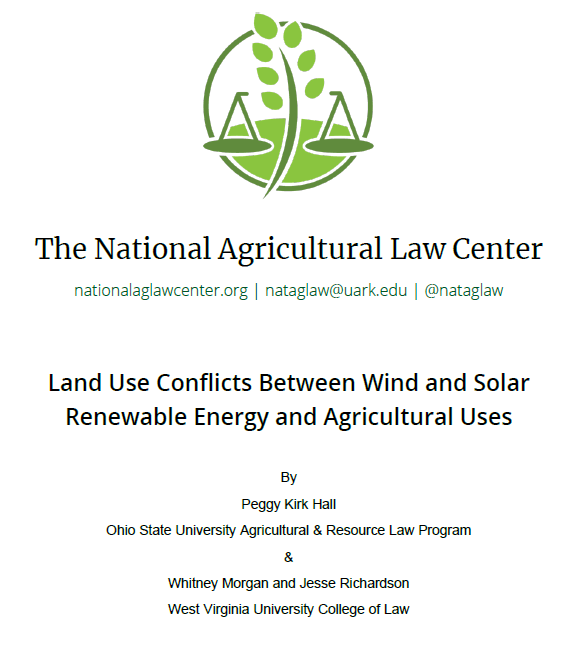 The National Agricultural Law Center
nationalaglawcenter.org | nataglaw@uark.edu | @nataglaw
Land Use Conflicts Between Wind and Solar
Renewable Energy and Agricultural Uses
By
Peggy Kirk Hall
Ohio State University Agricultural & Resource Law Program
&
Whitney Morgan and Jesse Richardson
West Virginia University College of Law